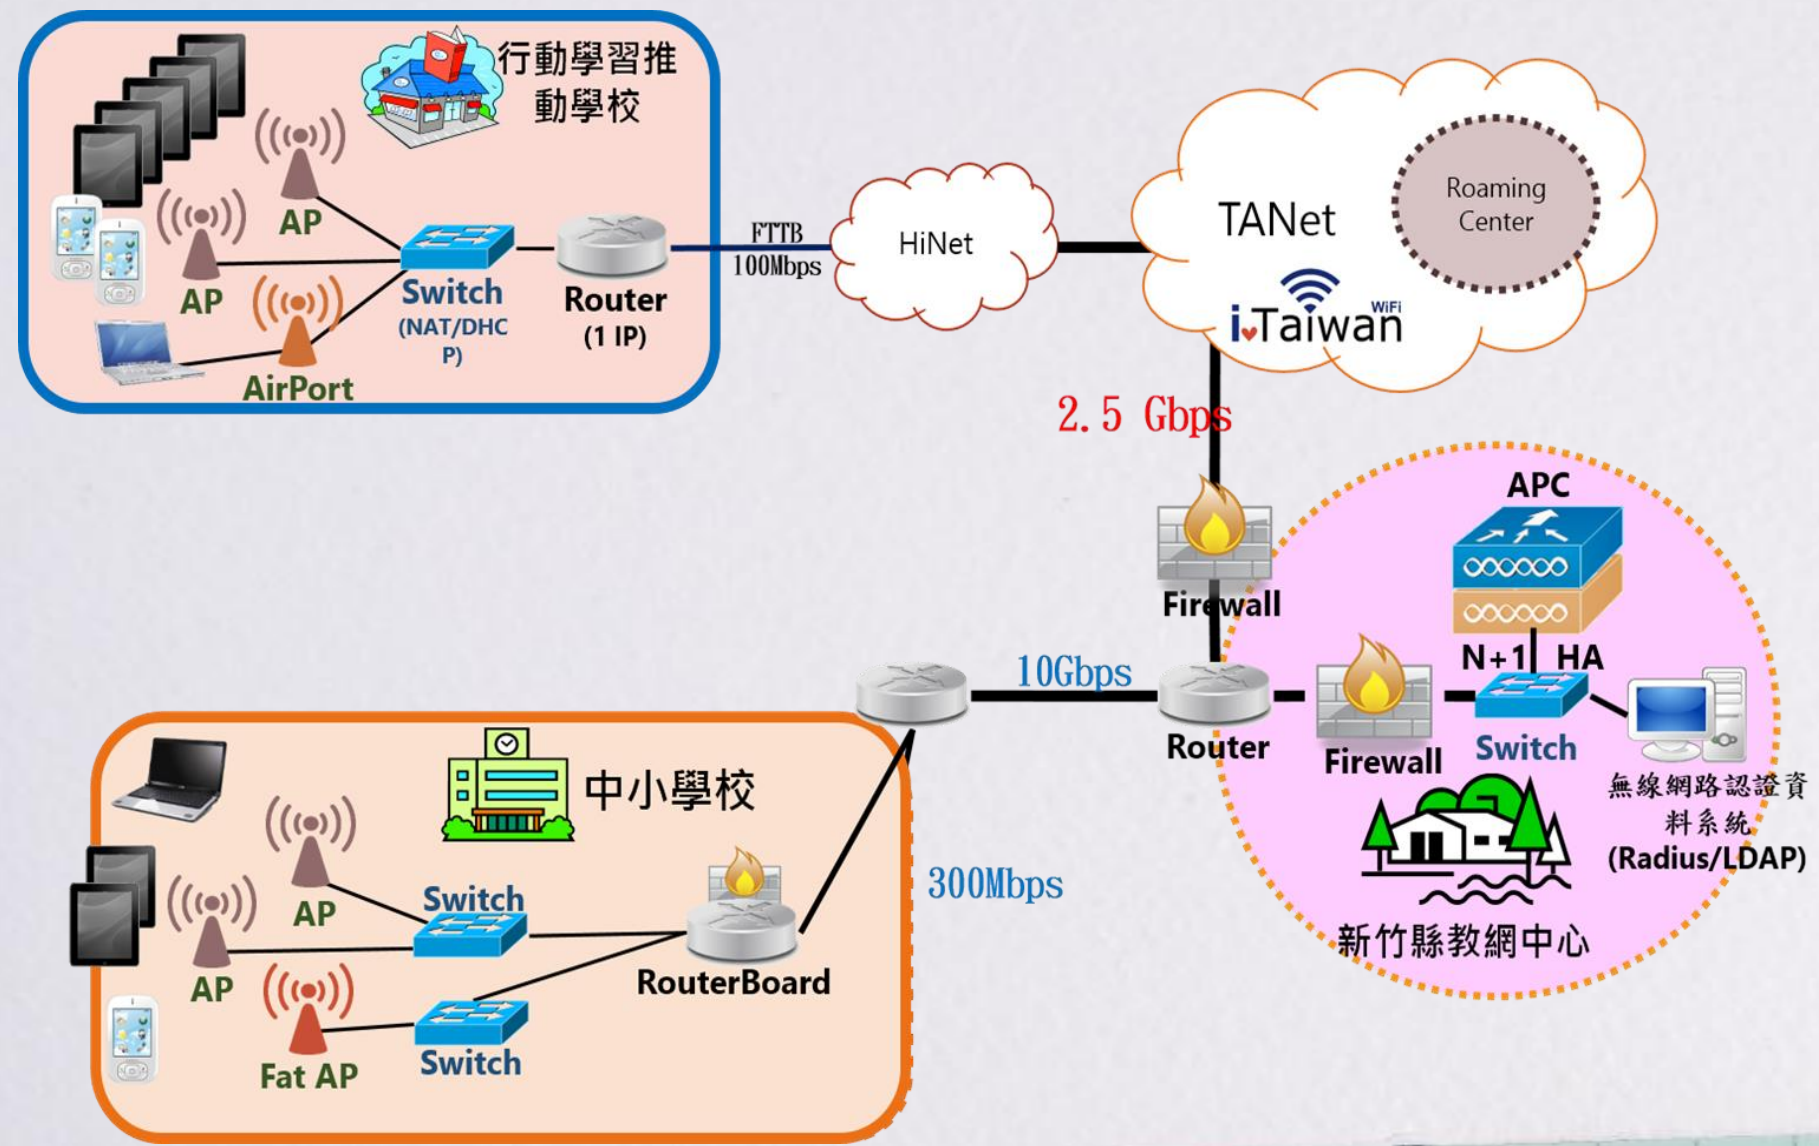 行動學習推
動學校
AP
AP
AirPort
Switch
(NAT/DHC
P)
Router
(1 IP)
FTTB
100Mbps
HiNet
TANet
Roaming
Center
i Taiwan
WiFi
2.5 Gbps
Firewall
10Gbps
Router
APC
N+1 HA
Firewall
Switch
無線網路認證資
料系統
(Radius/LDAP)
新竹縣教網中心
中小學校
AP
AP
Fat AP
Switch
Switch
RouterBoard
300Mbps